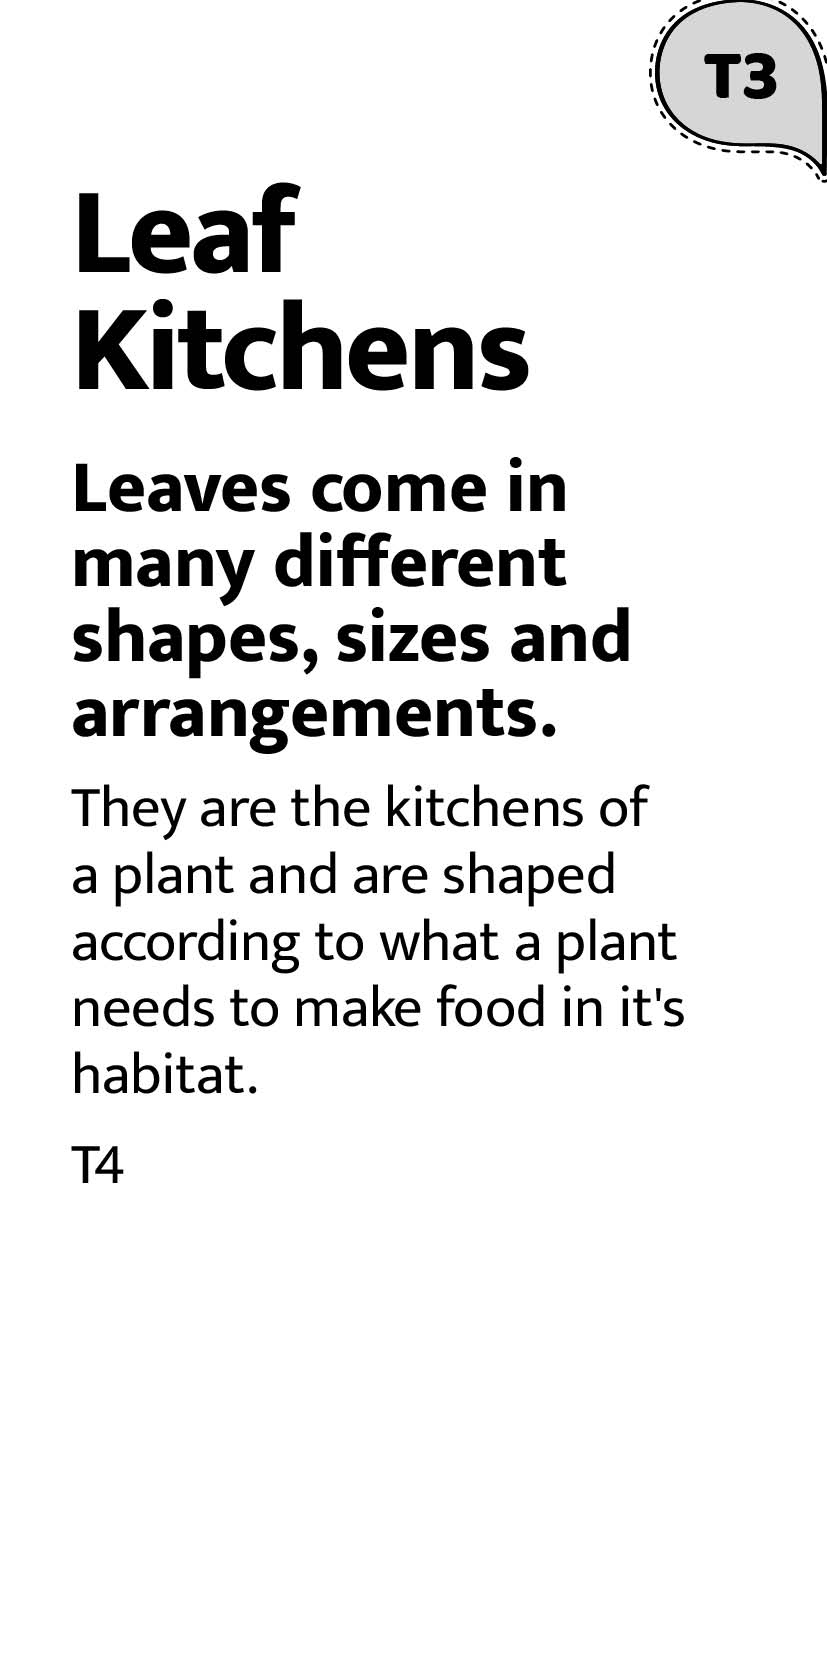 T3
Leaf
Kitchens
Leaves come in
many different
shapes, sizes and
arrangements.
They are the kitchens of
a plant and are shaped
according to what a plant
needs to make food in it's
habitat.
T4